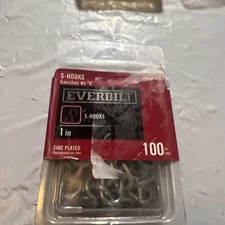 S-HOOKS
Ganchos en "S"
EVERBILT
S-HOOKS
1 in
ZINC PLATED
100